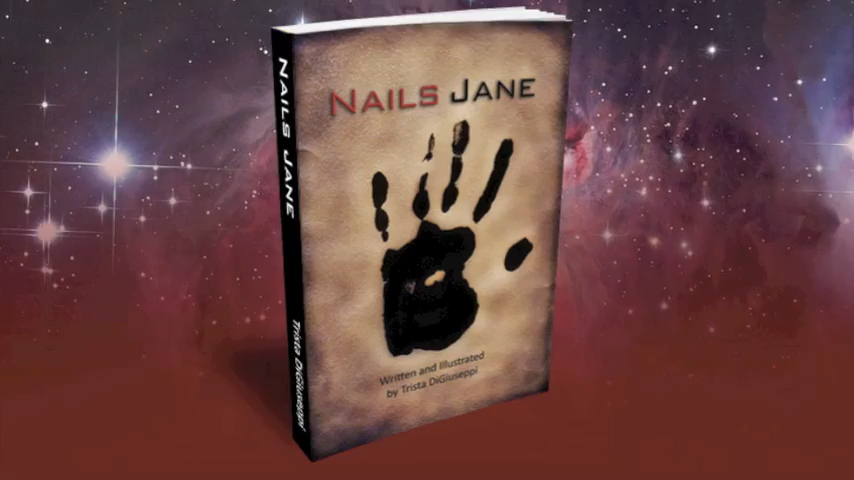 NAILS JANE
Trista DiGiuseppi
NAILS JANE
Written and Illustrated
by Trista DiGiuseppi